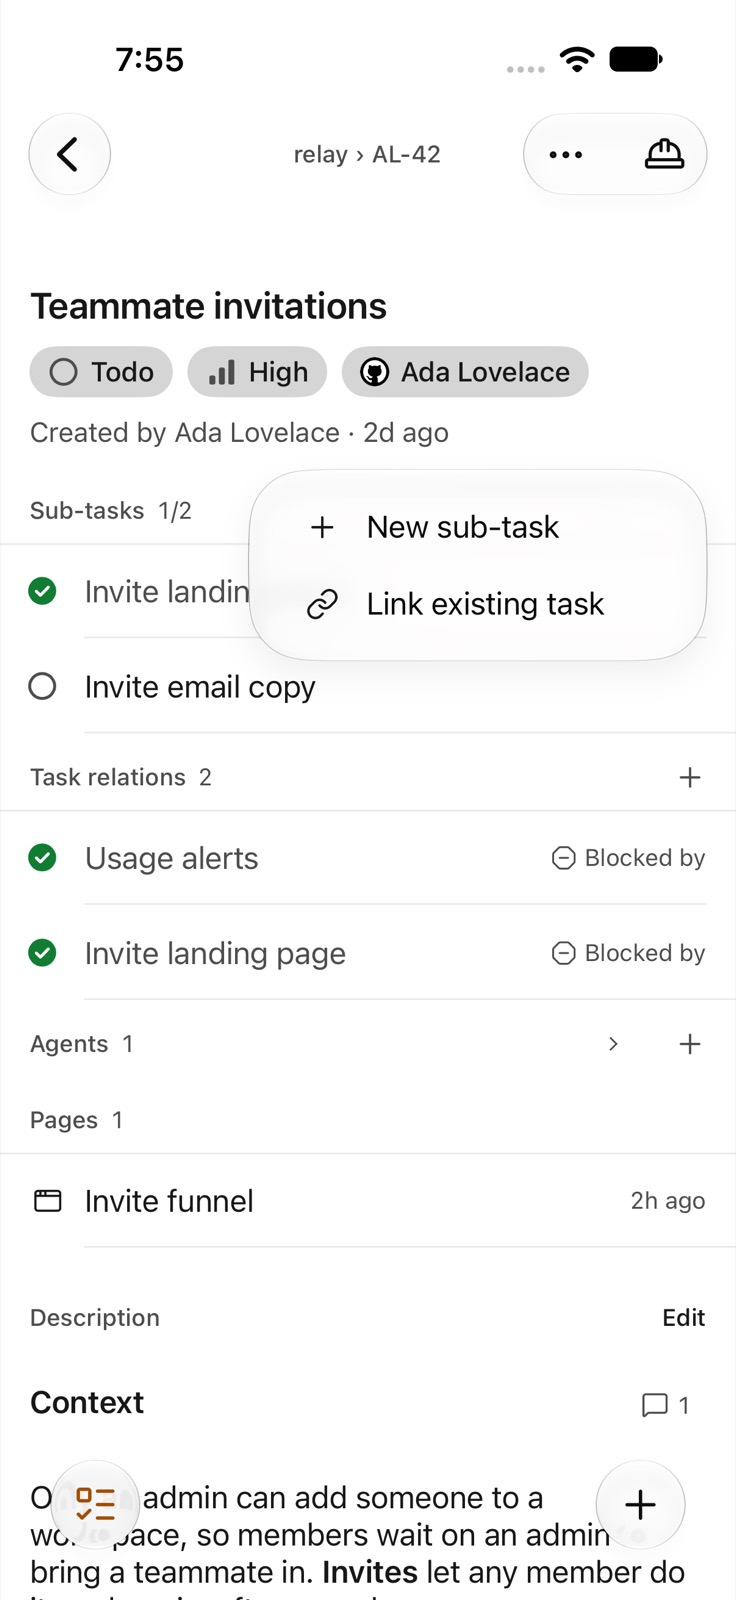 7:55
relay › AL-42
Teammate invitations
Todo High Ada Lovelace
Created by Ada Lovelace · 2d ago
Sub-tasks 1/2
New sub-task
Invite landin
Link existing task
Invite email copy
Task relations 2
Usage alerts Blocked by
Invite landing page Blocked by
Agents 1
Pages 1
Invite funnel 2h ago
Description Edit
Context 1
admin can add someone to a
so members wait on an admin
bring a teammate in. Invites let any member do